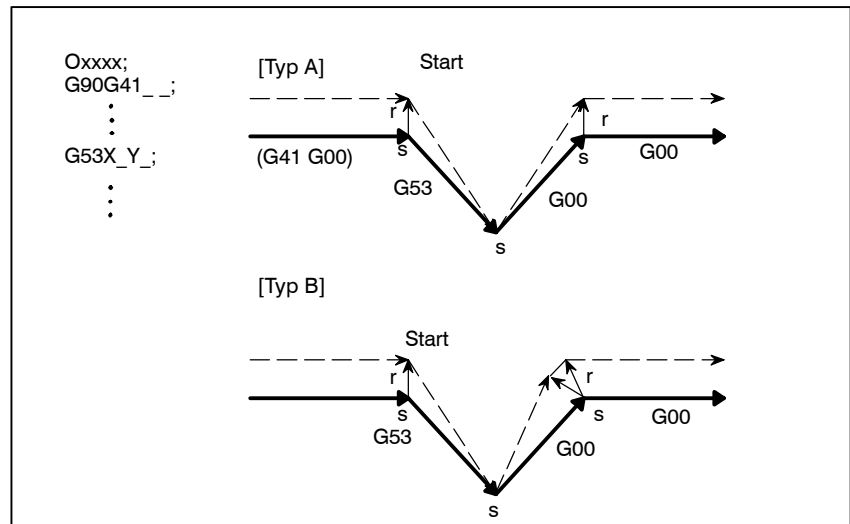 Oxxxx;
G90G41_ _;
G53X_Y_;
[Typ A]
Start
r
r
s
s
(G41 G00)
G00
G53
G00
s
[Typ B]
Start
r
r
s
s
G00
G53
G00
s